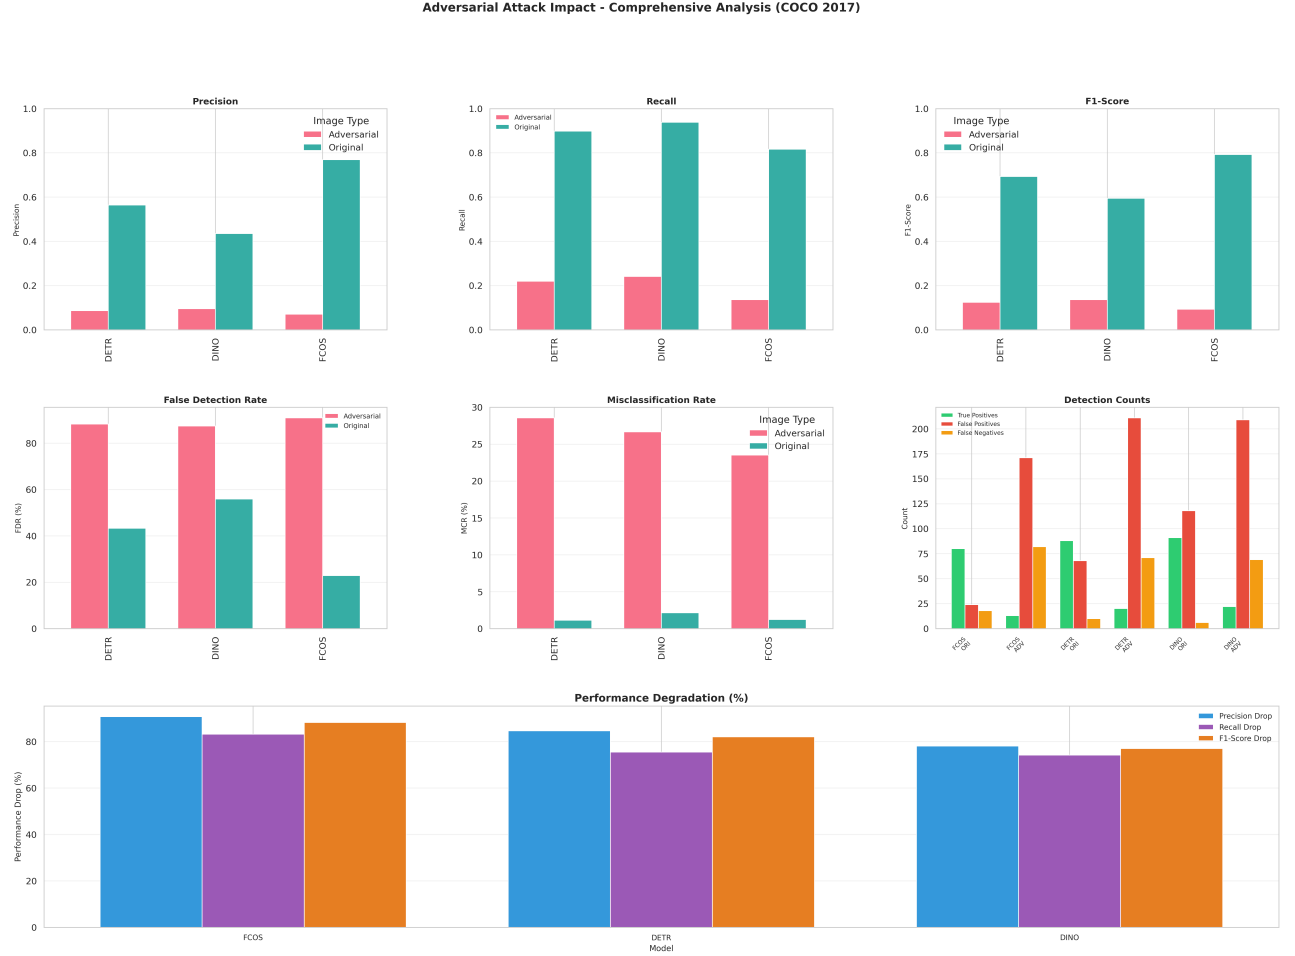 Adversarial Attack Impact - Comprehensive Analysis (COCO 2017)
Precision
1.0
0.8
0.6
0.4
0.2
0.0
Precision
Image Type
Adversarial
Original
DETR
DINO
FCOS
Recall
1.0
0.8
0.6
0.4
0.2
0.0
Recall
Adversarial
Original
DETR
DINO
FCOS
F1-Score
1.0
0.8
0.6
0.4
0.2
0.0
F1-Score
Image Type
Adversarial
Original
DETR
DINO
FCOS
False Detection Rate
80
60
40
20
0
FDR (%)
Adversarial
Original
DETR
DINO
FCOS
Misclassification Rate
30
25
20
15
10
5
0
MCR (%)
Image Type
Adversarial
Original
DETR
DINO
FCOS
Detection Counts
200
175
150
125
100
75
50
25
0
Count
True Positives
False Positives
False Negatives
FCOS
ORI
FCOS
ADV
DETR
ORI
DETR
ADV
DINO
ORI
DINO
ADV
Performance Degradation (%)
80
60
40
20
0
Performance Drop (%)
Precision Drop
Recall Drop
F1-Score Drop
FCOS
DETR
DINO
Model